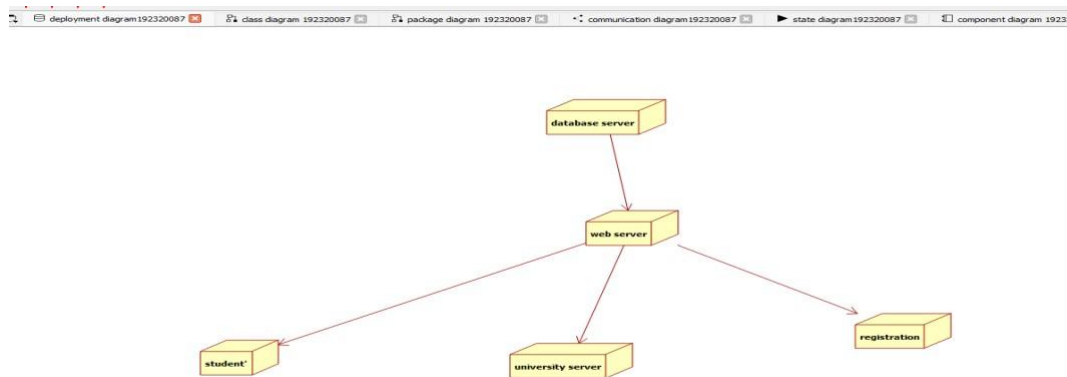 deployment diagram192320087 class diagram 192320087 package diagram 192320087 communication diagram192320087 state diagram192320087 component diagram 1923
database server
web server
registration
student'
university server